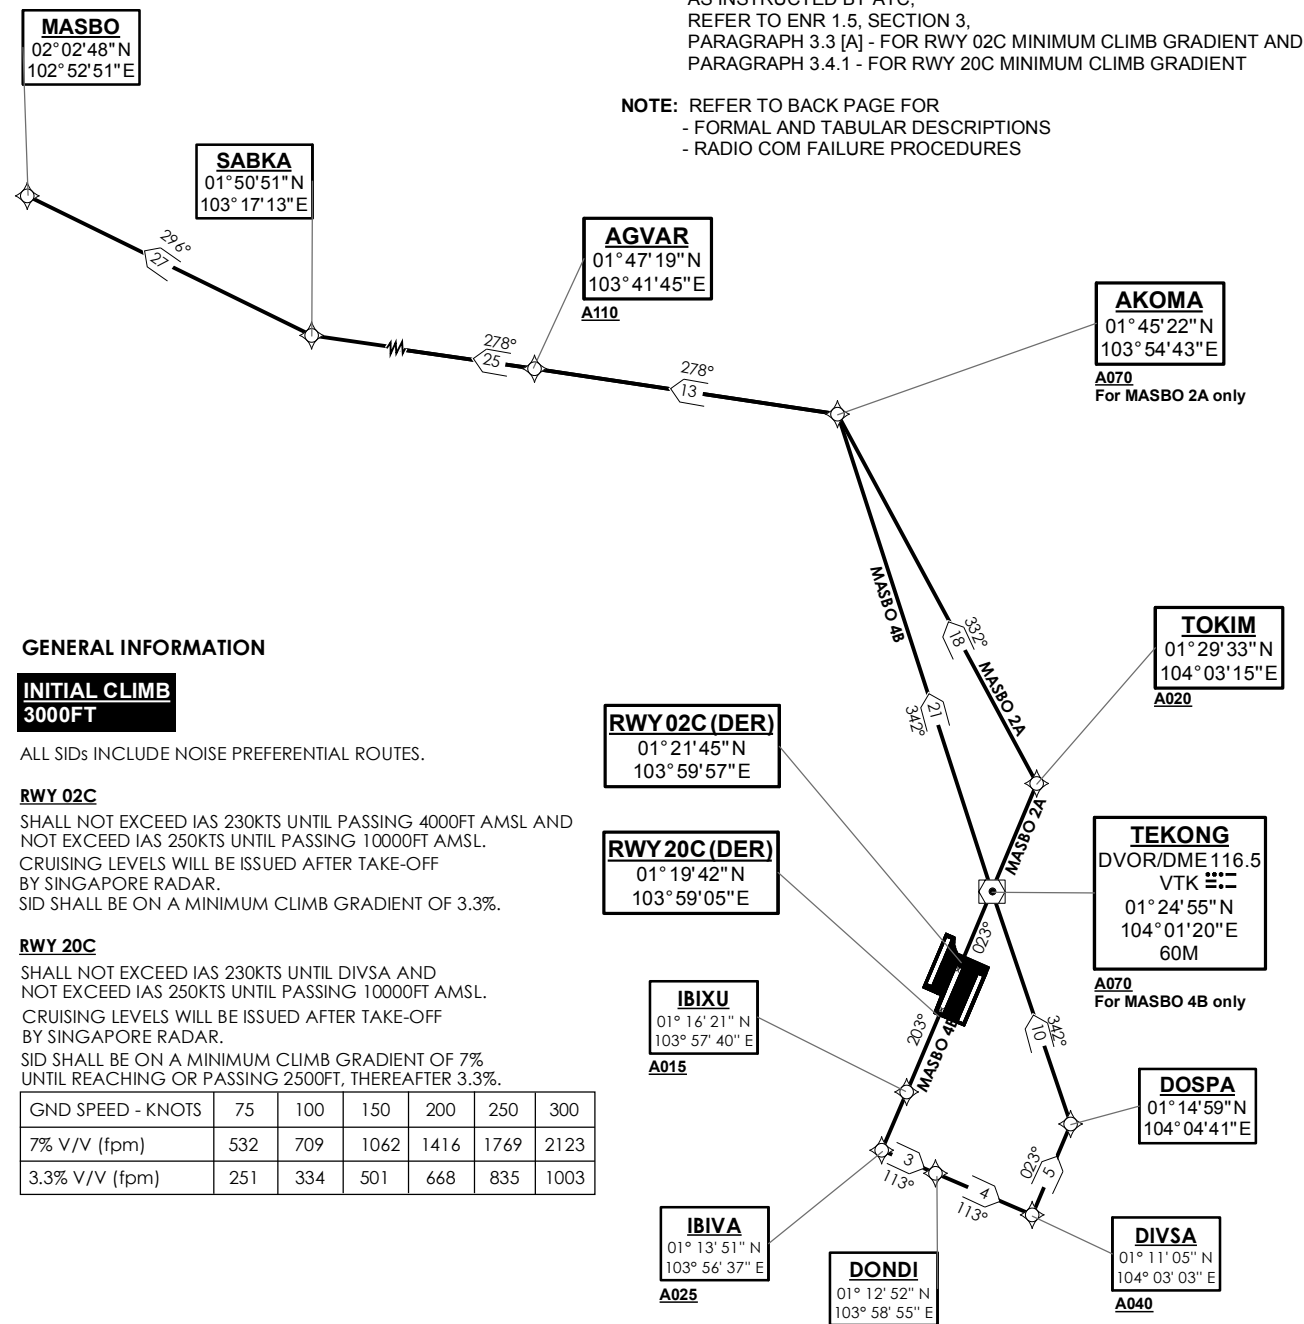 AS INSTRUCTED BY ATC,
REFER TO ENR 1.5, SECTION 3,
PARAGRAPH 3.3 [A] - FOR RWY 02C MINIMUM CLIMB GRADIENT AND
PARAGRAPH 3.4.1 - FOR RWY 20C MINIMUM CLIMB GRADIENT
NOTE: REFER TO BACK PAGE FOR
- FORMAL AND TABULAR DESCRIPTIONS
- RADIO COM FAILURE PROCEDURES
MASBO
02°02'48"N
102°52'51"E
SABKA
01°50'51"N
103°17'13"E
AGVAR
01°47'19"N
103°41'45"E
A110
AKOMA
01°45'22"N
103°54'43"E
A070
For MASBO 2A only
296°
27
278°
25
278°
13
MASBO 4B
332°
18
MASBO 2A
342°
21
TOKIM
01°29'33"N
104°03'15"E
A020
MASBO 2A
RWY 02C (DER)
01°21'45"N
103°59'57"E
RWY 20C (DER)
01°19'42"N
103°59'05"E
TEKONG
DVOR/DME 116.5
VTK
01°24'55"N
104°01'20"E
60M
A070
For MASBO 4B only
023°
203°
MASBO 4B
342°
10
IBIXU
01° 16' 21" N
103° 57' 40" E
A015
DOSPA
01°14'59"N
104°04'41"E
3
113°
4
113°
023°
5
IBIVA
01° 13' 51" N
103° 56' 37" E
A025
DONDI
01° 12' 52" N
103° 58' 55" E
DIVSA
01° 11' 05" N
104° 03' 03" E
A040
GENERAL INFORMATION
INITIAL CLIMB
3000FT
ALL SIDs INCLUDE NOISE PREFERENTIAL ROUTES.
RWY 02C
SHALL NOT EXCEED IAS 230KTS UNTIL PASSING 4000FT AMSL AND
NOT EXCEED IAS 250KTS UNTIL PASSING 10000FT AMSL.
CRUISING LEVELS WILL BE ISSUED AFTER TAKE-OFF
BY SINGAPORE RADAR.
SID SHALL BE ON A MINIMUM CLIMB GRADIENT OF 3.3%.
RWY 20C
SHALL NOT EXCEED IAS 230KTS UNTIL DIVSA AND
NOT EXCEED IAS 250KTS UNTIL PASSING 10000FT AMSL.
CRUISING LEVELS WILL BE ISSUED AFTER TAKE-OFF
BY SINGAPORE RADAR.
SID SHALL BE ON A MINIMUM CLIMB GRADIENT OF 7%
UNTIL REACHING OR PASSING 2500FT, THEREAFTER 3.3%.
GND SPEED - KNOTS 75 100 150 200 250 300
7% V/V (fpm) 532 709 1062 1416 1769 2123
3.3% V/V (fpm) 251 334 501 668 835 1003